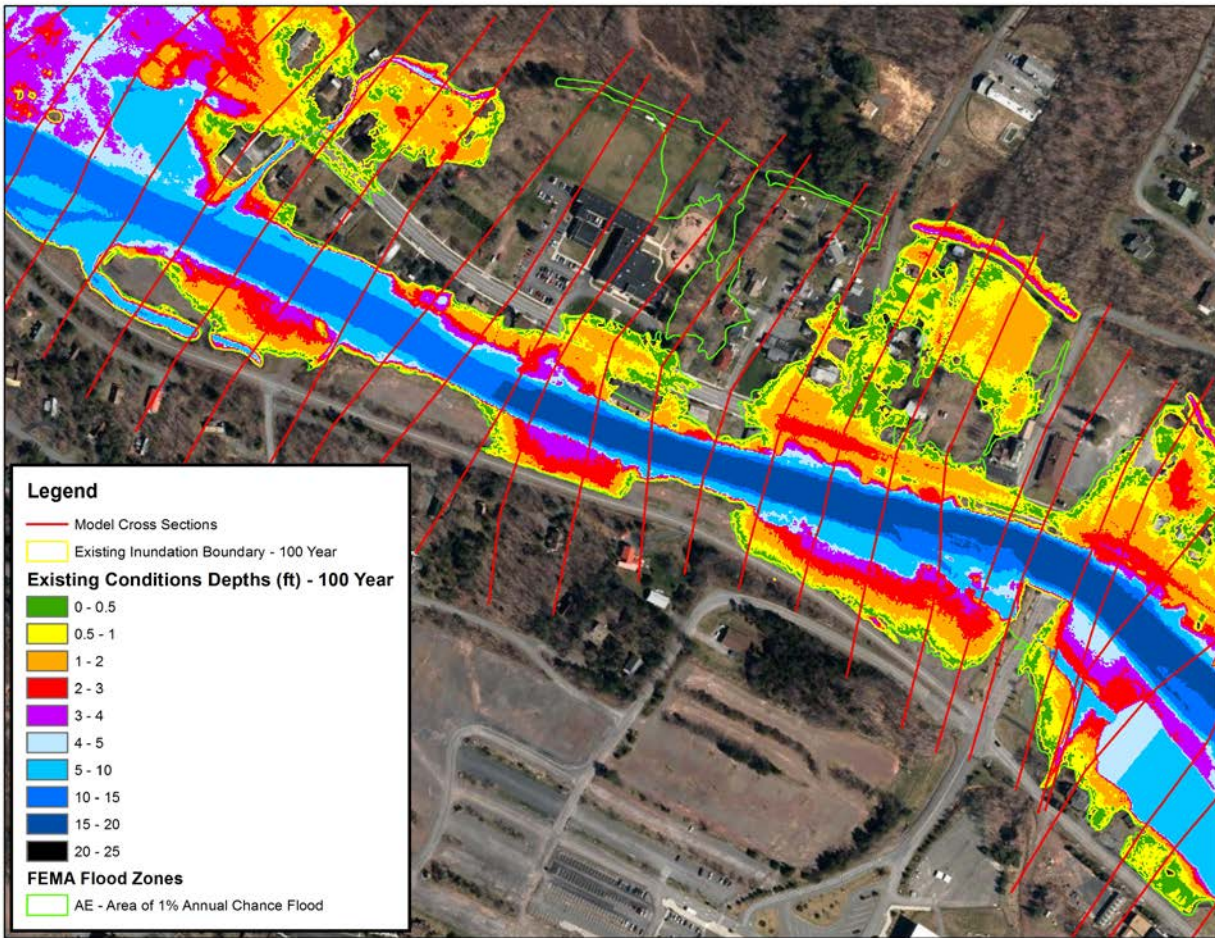 Legend
Model Cross Sections
Existing Inundation Boundary - 100 Year
Existing Conditions Depths (ft) - 100 Year
0 - 0.5
0.5 - 1
1 - 2
2 - 3
3 - 4
4 - 5
5 - 10
10 - 15
15 - 20
20 - 25
FEMA Flood Zones
AE - Area of 1% Annual Chance Flood